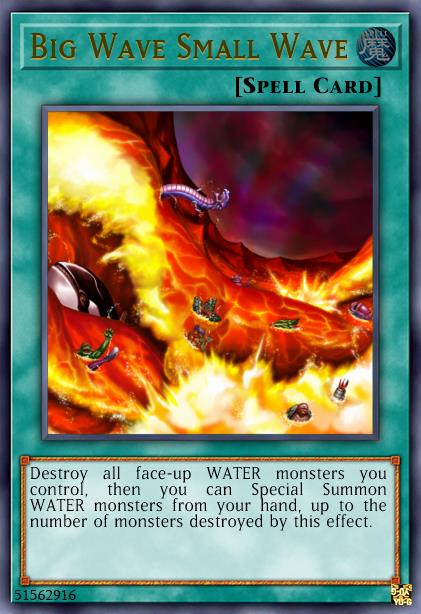 Big Wave Small Wave
魔
[Spell Card]
Destroy all face-up WATER monsters you
control, then you can Special Summon
WATER monsters from your hand, up to the
number of monsters destroyed by this effect.
51562916